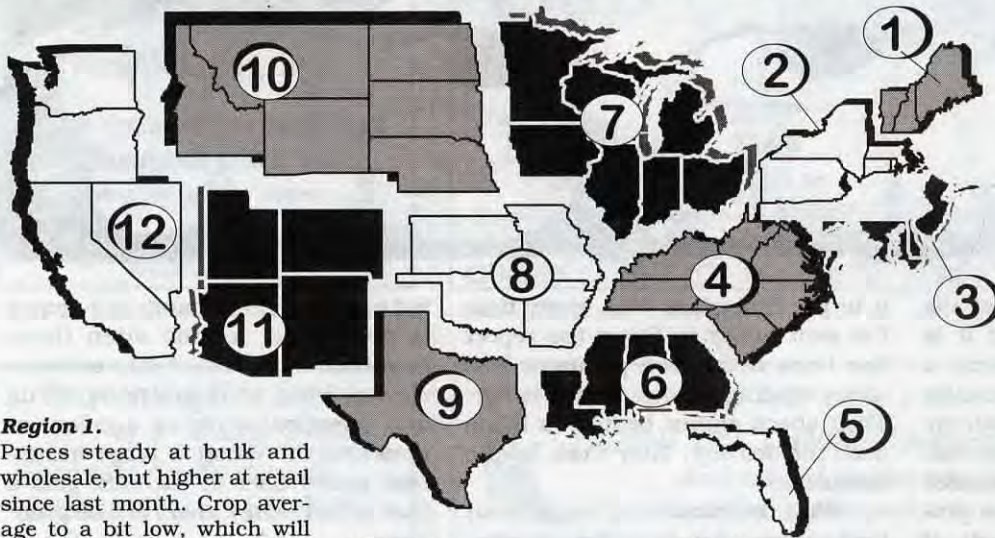 1
2
10
7
12
4
8
3
11
6
9
5
Region 1.
Prices steady at bulk and
wholesale, but higher at retail
since last month. Crop aver-
age to a bit low, which will